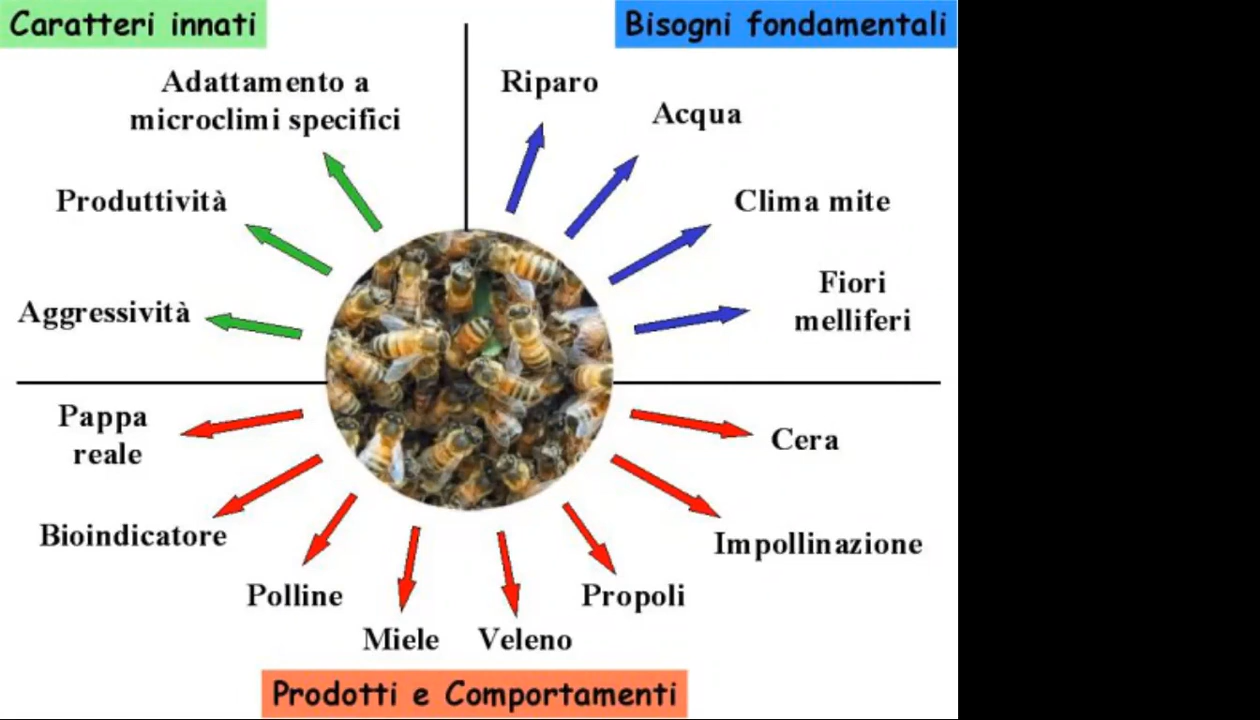 Caratteri innati
Bisogni fondamentali
Adattamento a
microclimi specifici
Produttività
Aggressività
Riparo
Acqua
Clima mite
Fiori
melliferi
Pappa
reale
Bioindicatore
Polline
Miele
Veleno
Propoli
Impollinazione
Cera
Prodotti e Comportamenti